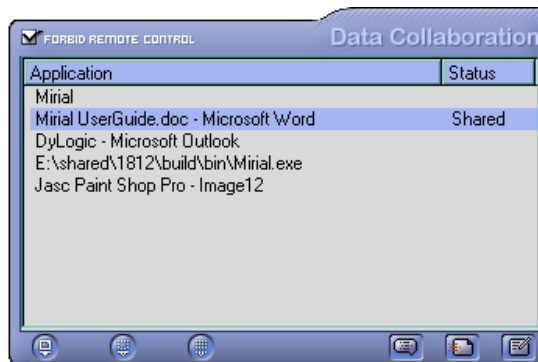 FORBID REMOTE CONTROL Data Collaboration
Application Status
Mirial
Mirial UserGuide.doc - Microsoft Word Shared
DyLogic - Microsoft Outlook
E:\shared\1812\build\bin\Mirial.exe
Jasc Paint Shop Pro - Image12